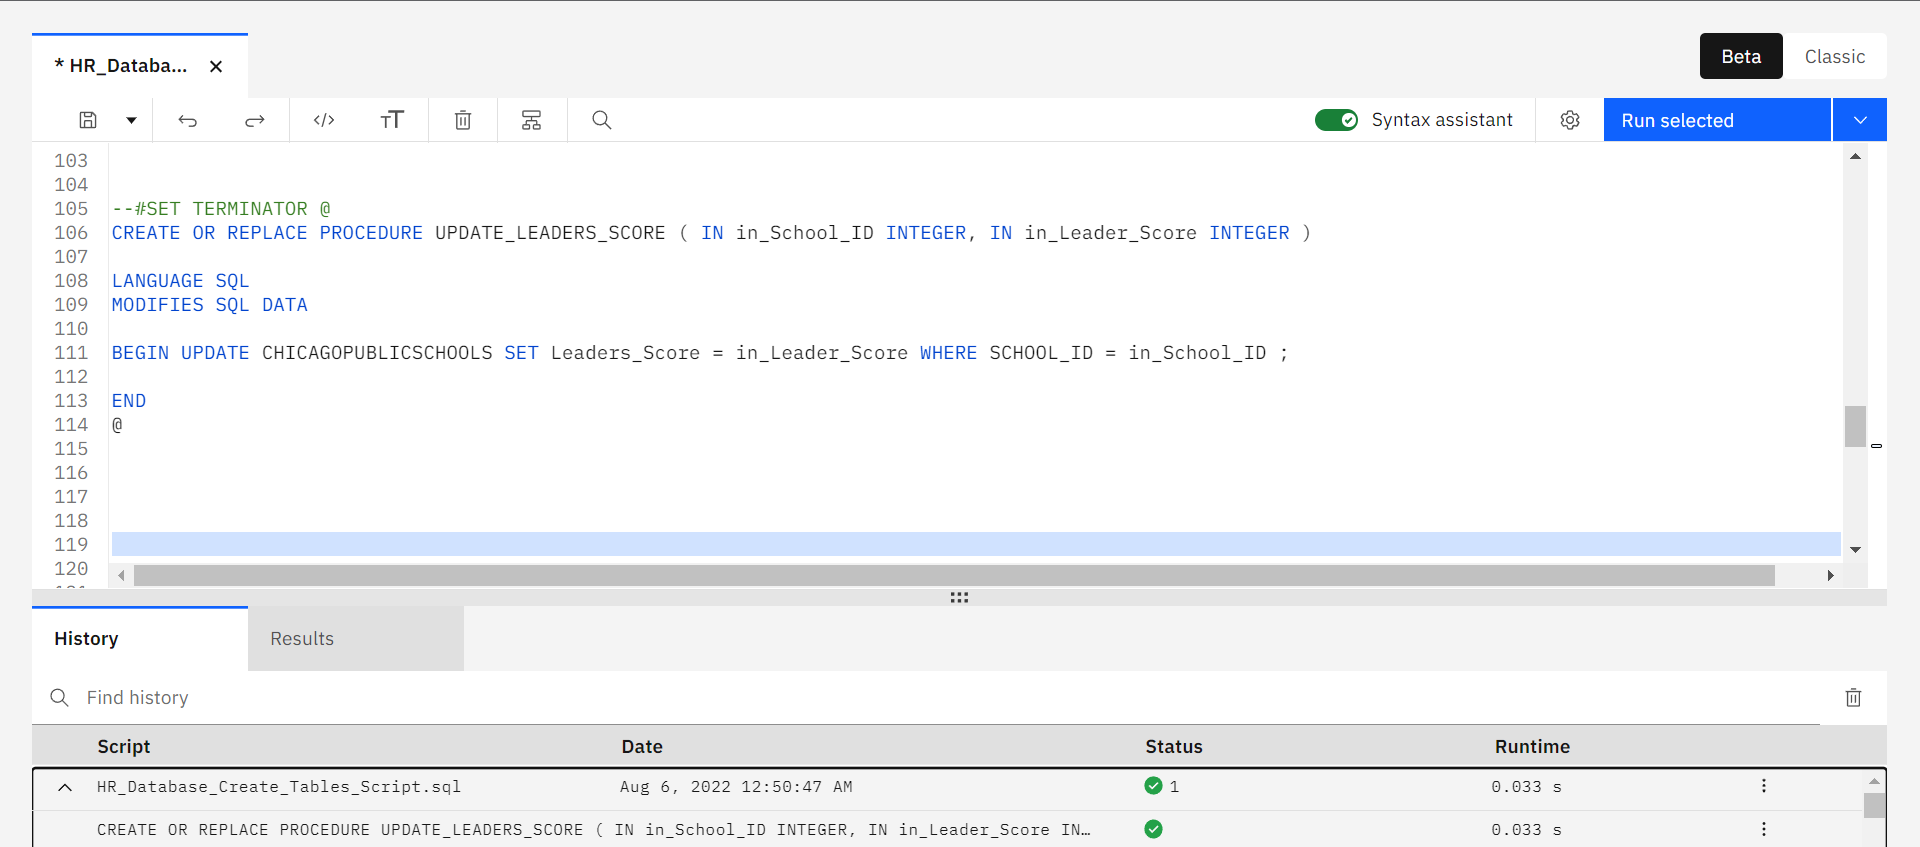 * HR_Databa...
Beta
Classic
Syntax assistant
Run selected
103
104
105 --#SET TERMINATOR @
106 CREATE OR REPLACE PROCEDURE UPDATE_LEADERS_SCORE ( IN in_School_ID INTEGER, IN in_Leader_Score INTEGER )
107
108 LANGUAGE SQL
109 MODIFIES SQL DATA
110
111 BEGIN UPDATE CHICAGOPUBLICSCHOOLS SET Leaders_Score = in_Leader_Score WHERE SCHOOL_ID = in_School_ID ;
112
113 END
114 @
115
116
117
118
119
120
History
Results
Find history
Script Date Status Runtime
HR_Database_Create_Tables_Script.sql Aug 6, 2022 12:50:47 AM 1 0.033 s
CREATE OR REPLACE PROCEDURE UPDATE_LEADERS_SCORE ( IN in_School_ID INTEGER, IN in_Leader_Score IN… 0.033 s